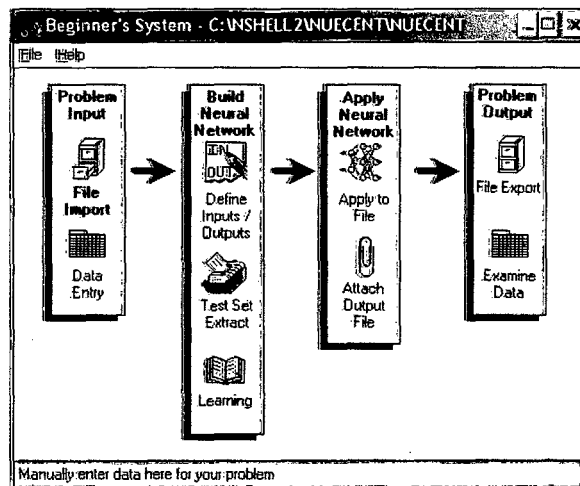 Beginner's System - C:\NSHELL2\NUECENT\NUECENT
File Help
Problem
Input
File
Import
Data
Entry
Build
Neural
Network
IN
OUT
Define
Inputs /
Outputs
Test Set
Extract
Learning
Apply
Neural
Network
Apply to
File
Attach
Output
File
Problem
Output
File Export
Examine
Data
Manually enter data here for your problem